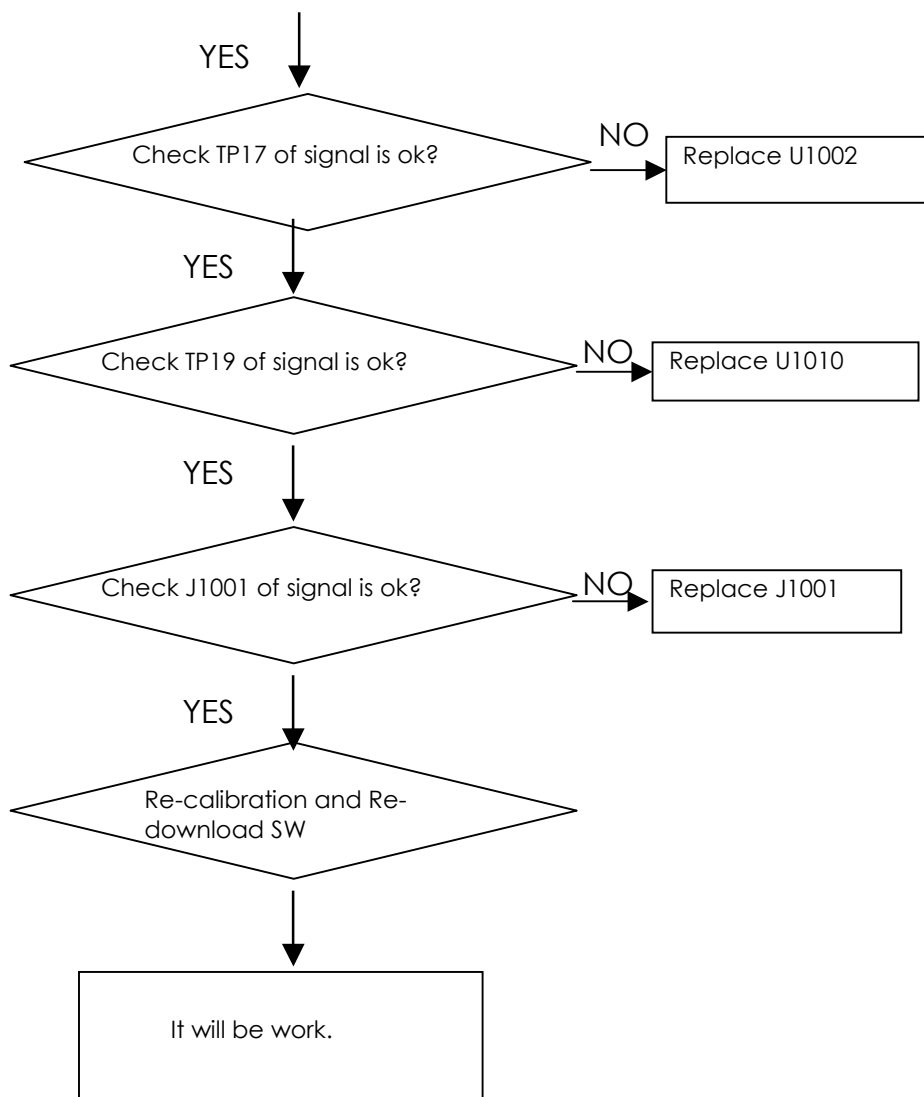 YES
Check TP17 of signal is ok?
NO
Replace U1002
YES
Check TP19 of signal is ok?
NO
Replace U1010
YES
Check J1001 of signal is ok?
NO
Replace J1001
YES
Re-calibration and Re-
download SW
It will be work.